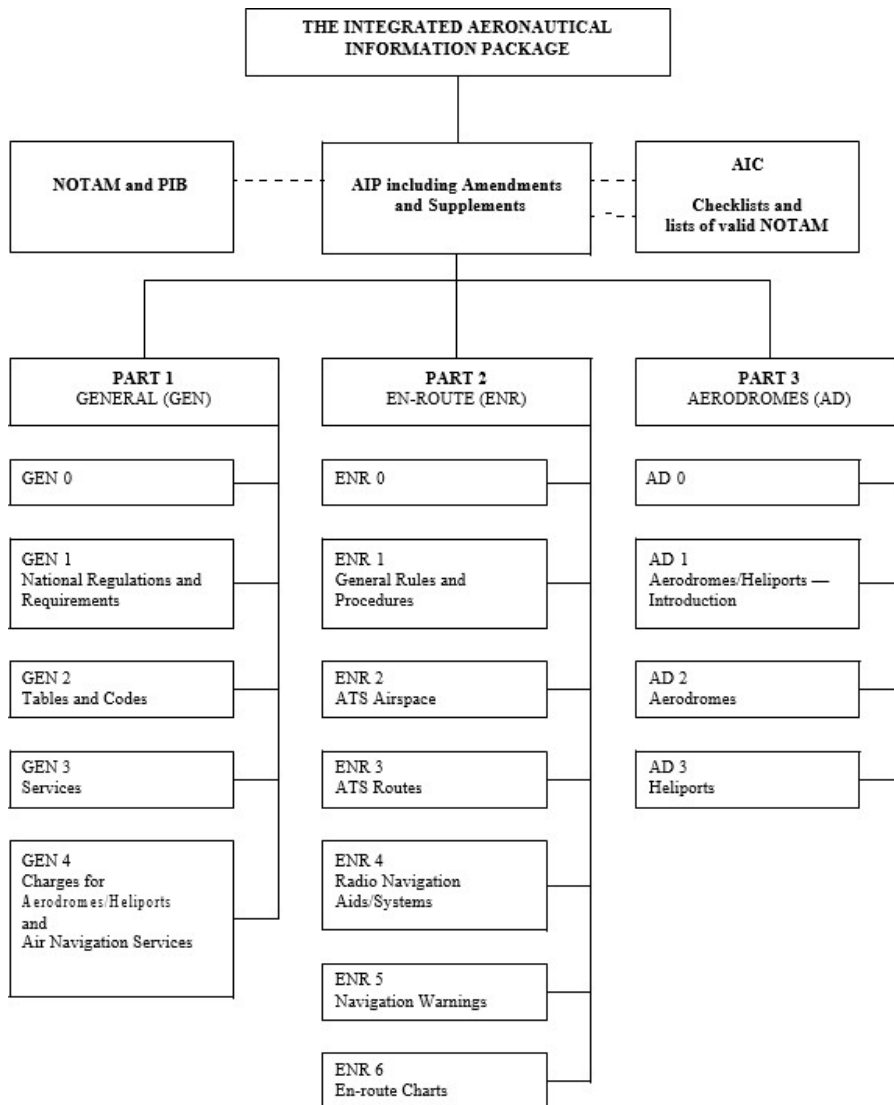 THE INTEGRATED AERONAUTICAL
INFORMATION PACKAGE
NOTAM and PIB
AIP including Amendments
and Supplements
AIC
Checklists and
lists of valid NOTAM
PART 1
GENERAL (GEN)
PART 2
EN-ROUTE (ENR)
PART 3
AERODROMES (AD)
GEN 0
GEN 1
National Regulations and
Requirements
GEN 2
Tables and Codes
GEN 3
Services
GEN 4
Charges for
Aerodromes/Heliports
and
Air Navigation Services
ENR 0
ENR 1
General Rules and
Procedures
ENR 2
ATS Airspace
ENR 3
ATS Routes
ENR 4
Radio Navigation
Aids/Systems
ENR 5
Navigation Warnings
ENR 6
En-route Charts
AD 0
AD 1
Aerodromes/Heliports —
Introduction
AD 2
Aerodromes
AD 3
Heliports